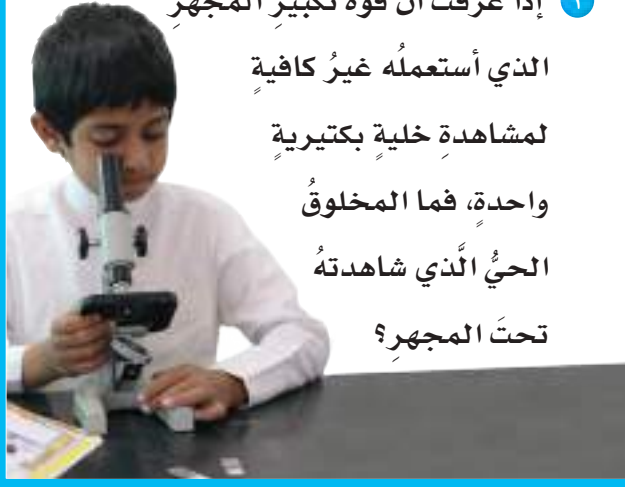 إذا عرفت أن قوة تكبيرِ المجهرِ
الذي أستعملُه غيرُ كافيةٍ
لمشاهدةِ خليةٍ بكتيريةٍ
واحدةٍ، فما المخلوقُ
الحيُّ الَّذي شاهدتهُ
تحتَ المجهرِ؟